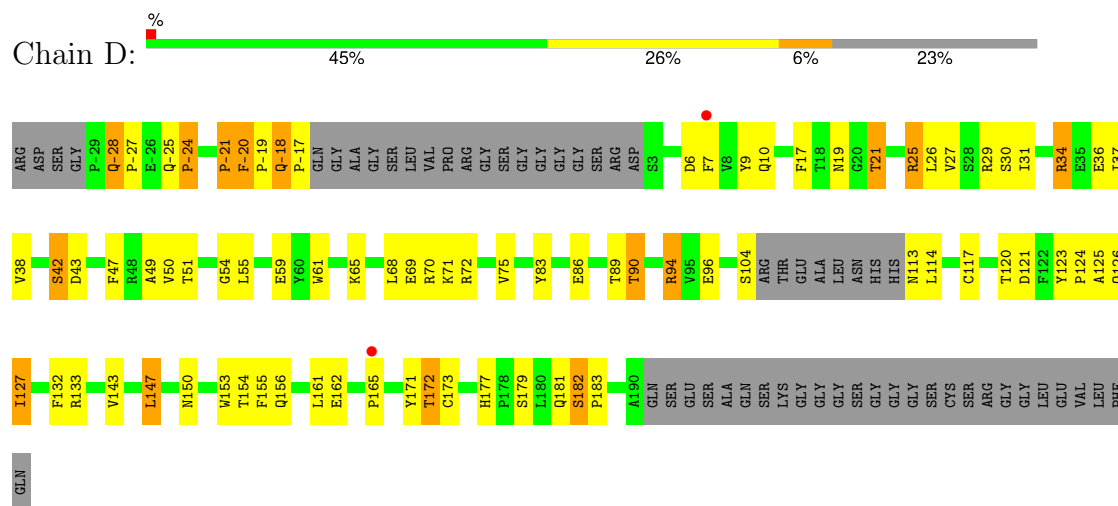 %
Chain D:
45% 26% 6% 23%
ARG ASP SER GLY P-29 Q-28 P-27 E-26 Q-25 P-24 P-21 F-20 P-19 Q-18 P-17 GLN GLY ALA GLY SER LEU VAL PRO ARG GLY SER GLY GLY GLY GLY SER ARG ASP S3 D6 F7 V8 Y9 Q10 F17 T18 N19 G20 T21 R25 L26 V27 S28 R29 S30 I31 R34 E35 E36 I37
V38 S42 D43 F47 R48 A49 V50 T51 G54 L55 E59 Y60 W61 K65 L68 E69 R70 K71 R72 V75 Y83 E86 T89 T90 R94 V95 E96 S104 ARG THR GLU ALA LEU ASN HIS HIS N113 L114 C117 T120 D121 F122 Y123 P124 A125 Q126
I127 F132 R133 V143 L147 N150 W153 T154 F155 Q156 L161 E162 P165 Y171 T172 C173 H177 P178 S179 L180 Q181 S182 P183 A190 GLN SER GLU SER ALA GLN SER LYS GLY GLY GLY SER GLY GLY GLY GLY SER CYS SER ARG GLY GLY LEU GLU VAL LEU PHE
GLN